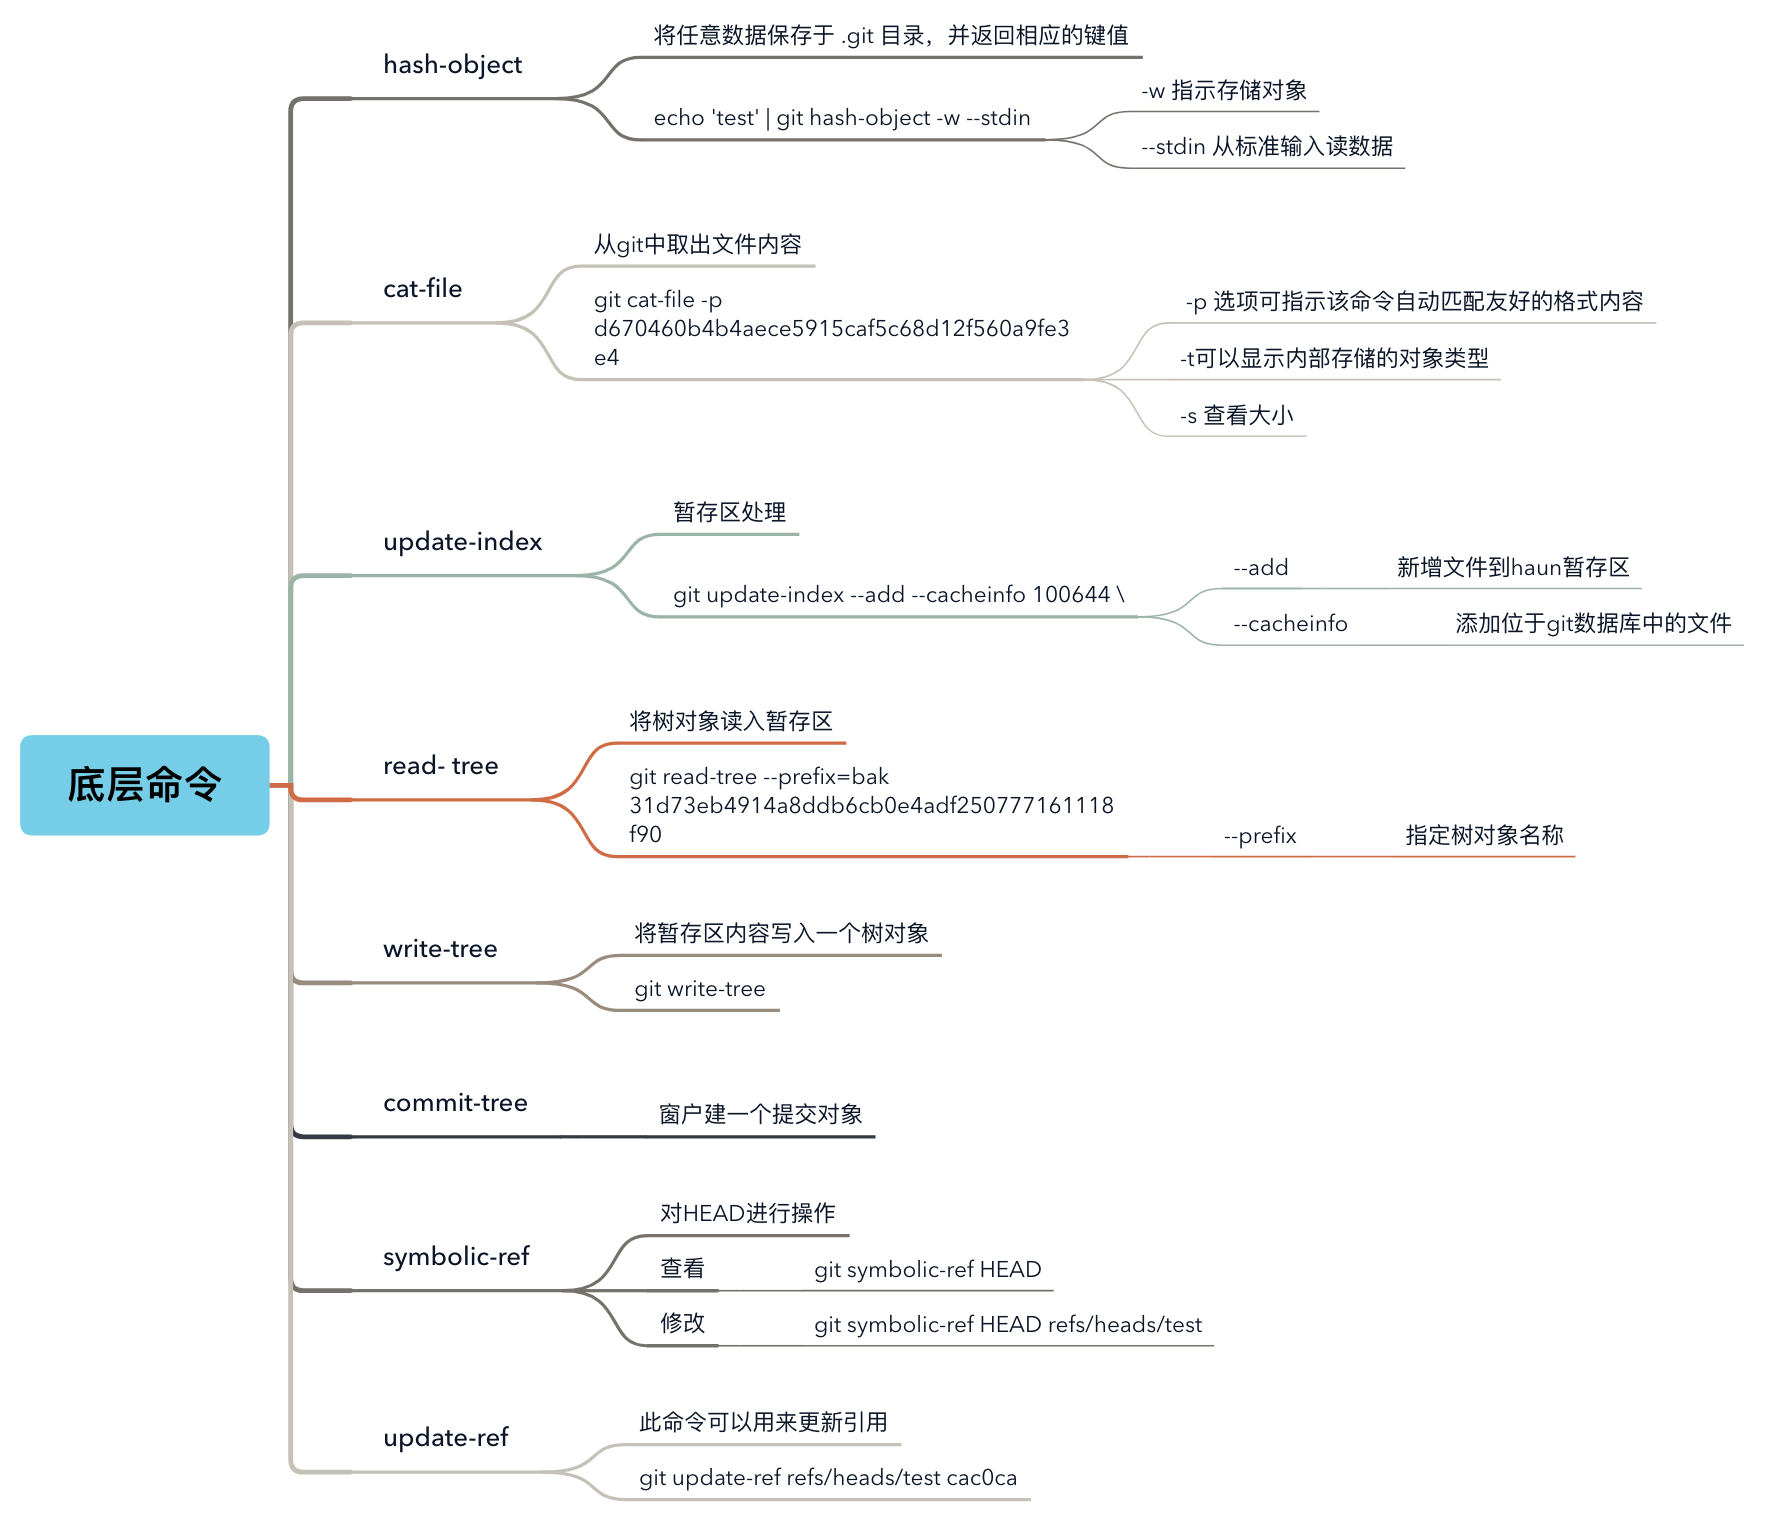 底层命令
hash-object
将任意数据保存于 .git 目录，并返回相应的键值
echo 'test' | git hash-object -w --stdin
-w 指示存储对象
--stdin 从标准输入读数据
cat-file
从git中取出文件内容
git cat-file -p
d670460b4b4aece5915caf5c68d12f560a9fe3
e4
-p 选项可指示该命令自动匹配友好的格式内容
-t可以显示内部存储的对象类型
-s 查看大小
update-index
暂存区处理
git update-index --add --cacheinfo 100644 \
--add
新增文件到haun暂存区
--cacheinfo
添加位于git数据库中的文件
read- tree
将树对象读入暂存区
git read-tree --prefix=bak
31d73eb4914a8ddb6cb0e4adf250777161118
f90
--prefix
指定树对象名称
write-tree
将暂存区内容写入一个树对象
git write-tree
commit-tree
窗户建一个提交对象
symbolic-ref
对HEAD进行操作
查看
git symbolic-ref HEAD
修改
git symbolic-ref HEAD refs/heads/test
update-ref
此命令可以用来更新引用
git update-ref refs/heads/test cac0ca